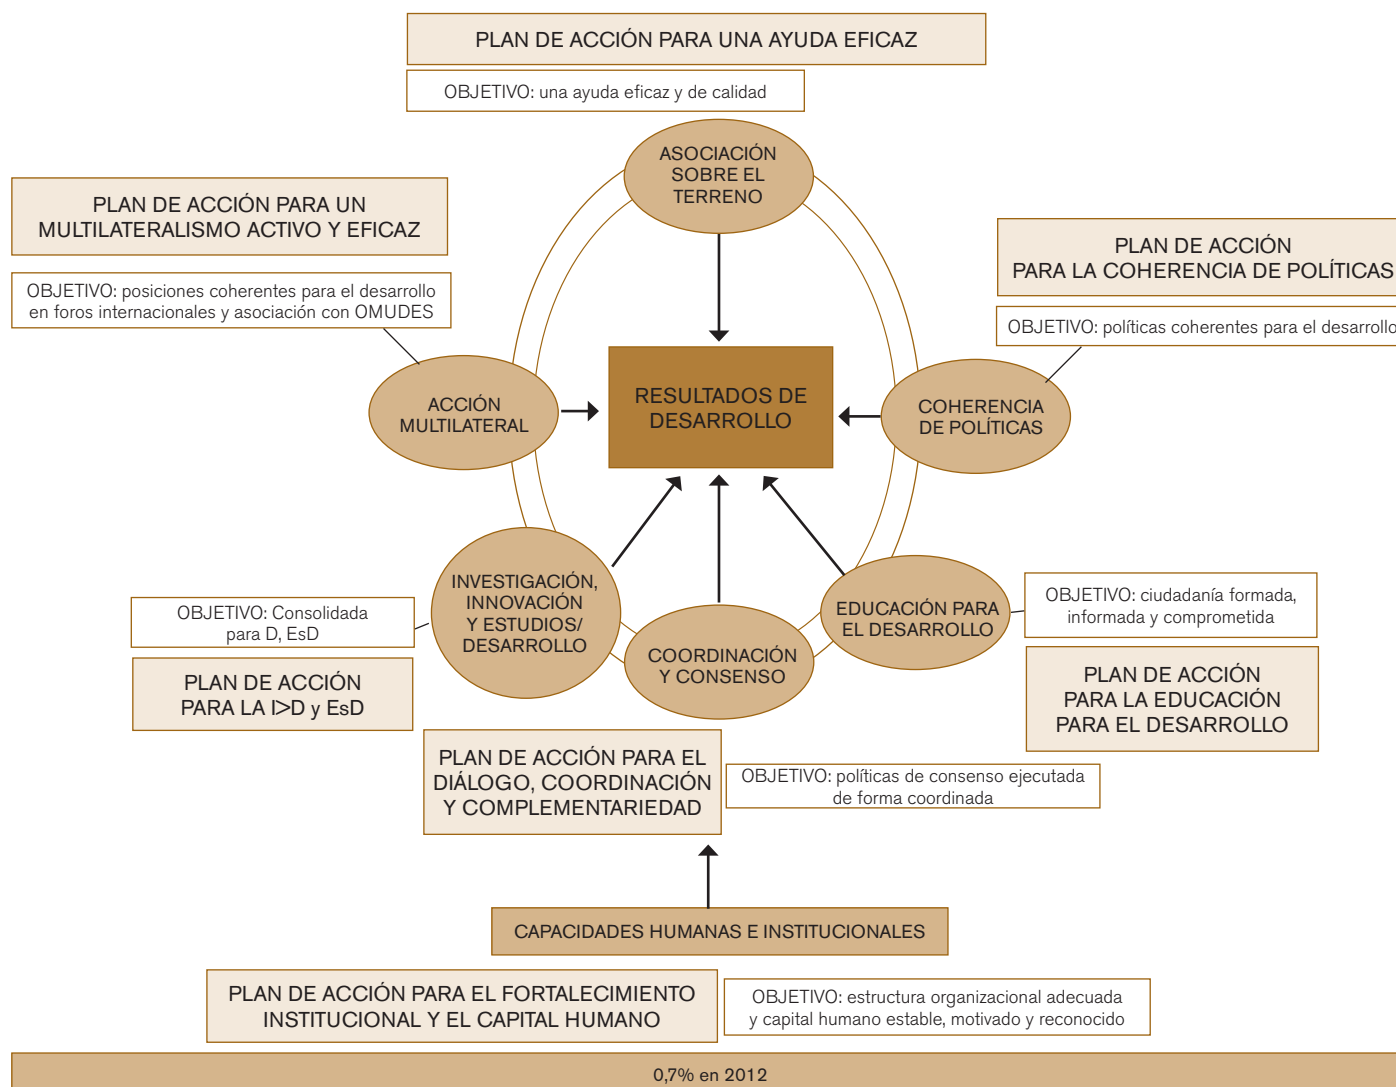 PLAN DE ACCIÓN PARA UNA AYUDA EFICAZ
OBJETIVO: una ayuda eficaz y de calidad
ASOCIACIÓN
SOBRE EL
TERRENO
PLAN DE ACCIÓN PARA UN
MULTILATERALISMO ACTIVO Y EFICAZ
OBJETIVO: posiciones coherentes para el desarrollo
en foros internacionales y asociación con OMUDES
PLAN DE ACCIÓN
PARA LA COHERENCIA DE POLÍTICAS
OBJETIVO: políticas coherentes para el desarrollo
ACCIÓN
MULTILATERAL
RESULTADOS DE
DESARROLLO
COHERENCIA
DE POLÍTICAS
INVESTIGACIÓN,
INNOVACIÓN
Y ESTUDIOS/
DESARROLLO
COORDINACIÓN
Y CONSENSO
EDUCACIÓN PARA
EL DESARROLLO
OBJETIVO: Consolidada
para D, EsD
PLAN DE ACCIÓN
PARA LA I>D y EsD
OBJETIVO: ciudadanía formada,
informada y comprometida
PLAN DE ACCIÓN
PARA LA EDUCACIÓN
PARA EL DESARROLLO
PLAN DE ACCIÓN PARA EL
DIÁLOGO, COORDINACIÓN
Y COMPLEMENTARIEDAD
OBJETIVO: políticas de consenso ejecutada
de forma coordinada
CAPACIDADES HUMANAS E INSTITUCIONALES
PLAN DE ACCIÓN PARA EL FORTALECIMIENTO
INSTITUCIONAL Y EL CAPITAL HUMANO
OBJETIVO: estructura organizacional adecuada
y capital humano estable, motivado y reconocido
0,7% en 2012